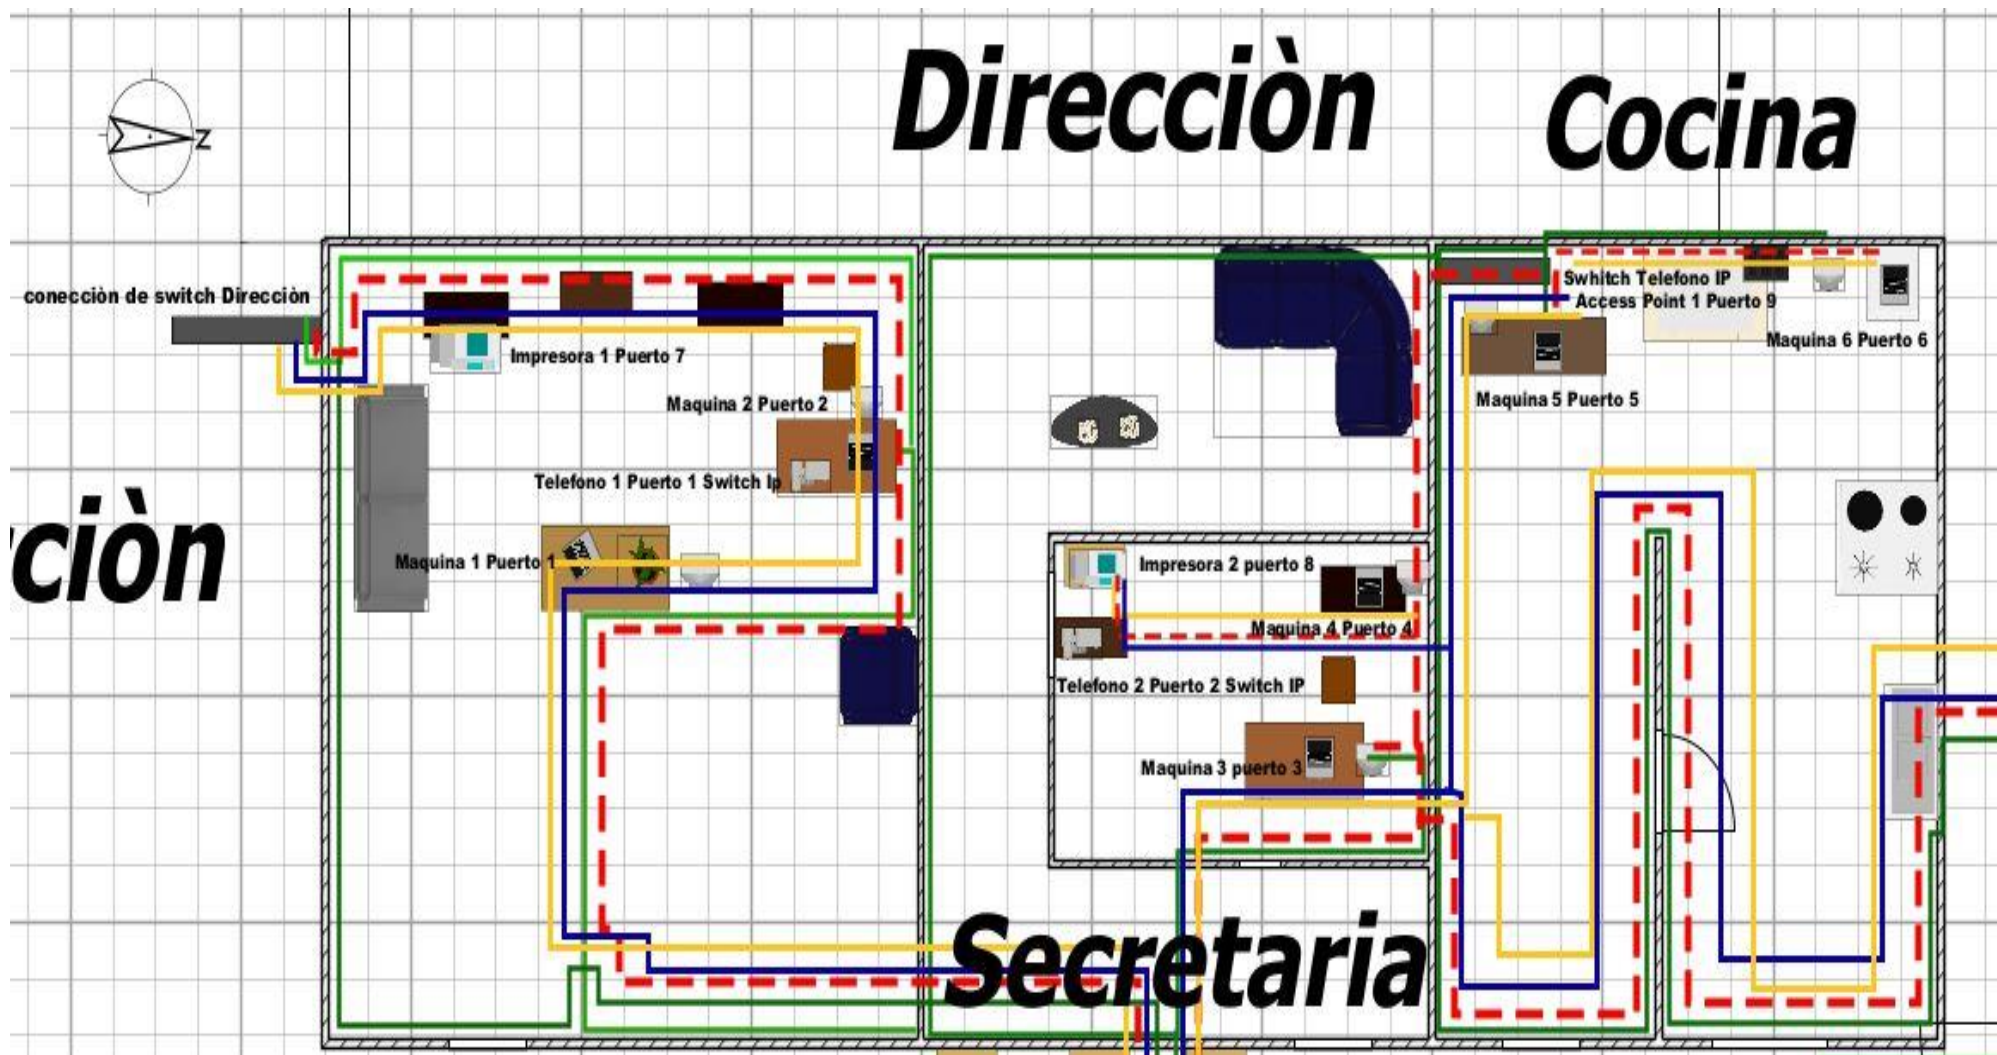 Direcciòn
Cocina
Z
conecciòn de switch Direcciòn
Swhitch Telefono IP
Access Point 1 Puerto 9
Maquina 6 Puerto 6
Impresora 1 Puerto 7
Maquina 2 Puerto 2
Maquina 5 Puerto 5
Telefono 1 Puerto 1 Switch Ip
cciòn
Maquina 1 Puerto 1
Impresora 2 puerto 8
Maquina 4 Puerto 4
Telefono 2 Puerto 2 Switch IP
Maquina 3 puerto 3
Secretaria